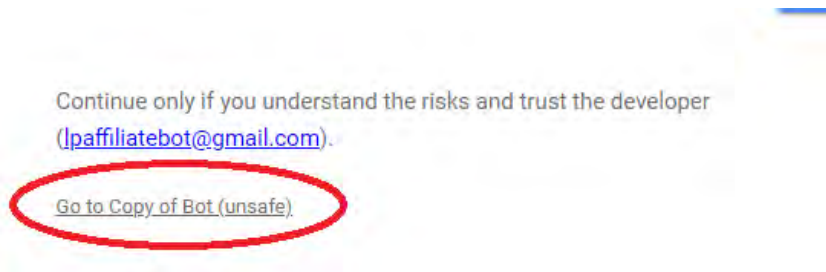 Continue only if you understand the risks and trust the developer
(lpaffiliatebot@gmail.com).
Go to Copy of Bot (unsafe)